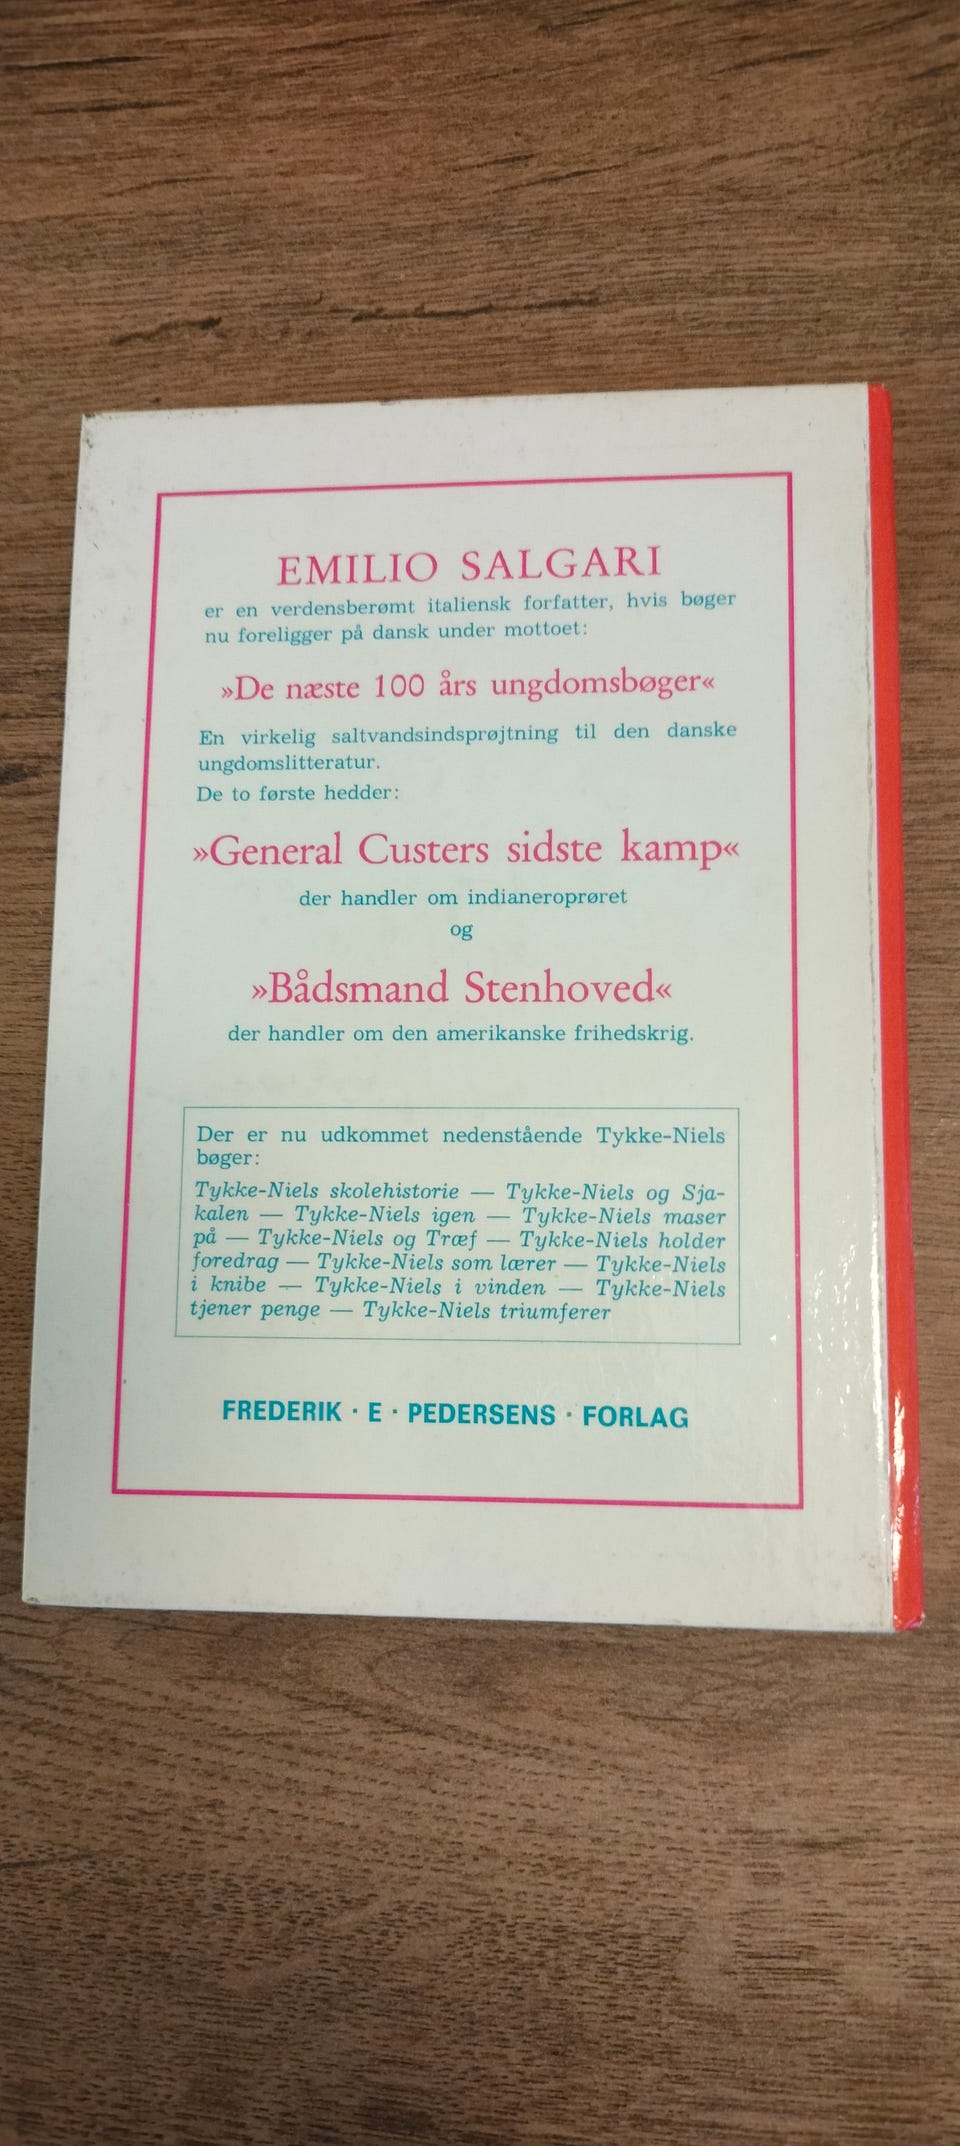 EMILIO SALGARI
er en verdensberømt italiensk forfatter, hvis bøger
nu foreligger på dansk under mottoet:
»De næste 100 års ungdomsbøger«
En virkelig saltvandsindsprøjtning til den danske
ungdomslitteratur.
De to første hedder:
»General Custers sidste kamp«
der handler om indianeroprøret
og
»Bådsmand Stenhoved«
der handler om den amerikanske frihedskrig.
Der er nu udkommet nedenstående Tykke-Niels
bøger:
Tykke-Niels skolehistorie — Tykke-Niels og Sja-
kalen — Tykke-Niels igen — Tykke-Niels maser
på — Tykke-Niels og Træf — Tykke-Niels holder
foredrag — Tykke-Niels som lærer — Tykke-Niels
i knibe — Tykke-Niels i vinden — Tykke-Niels
tjener penge — Tykke-Niels triumferer
FREDERIK · E · PEDERSENS · FORLAG